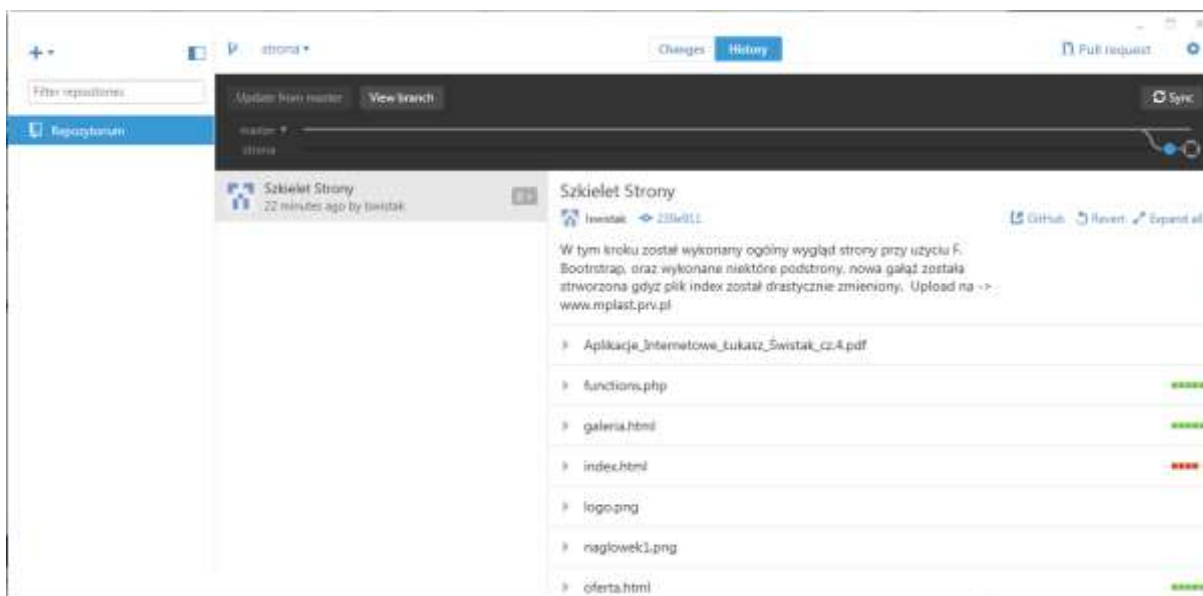 strona
Changes
History
Pull request
Filter repositories
Update from master
View branch
Sync
Repozytorium
master
strona
Szkielet Strony
22 minutes ago by lswistak
Szkielet Strony
lswistak
GitHub
Revert
Expand all
W tym kroku został wykonany ogólny wygląd strony przy użyciu F.
Bootrstrap, oraz wykonane niektóre podstrony, nowa gałąź została
strworzona gdyż plik index został drastycznie zmieniony. Upload na ->
www.mplast.prv.pl
Aplikacje_Internetowe_Łukasz_Świstak_cz.4.pdf
functions.php
galeria.html
index.html
logo.png
naglowek1.png
oferta.html